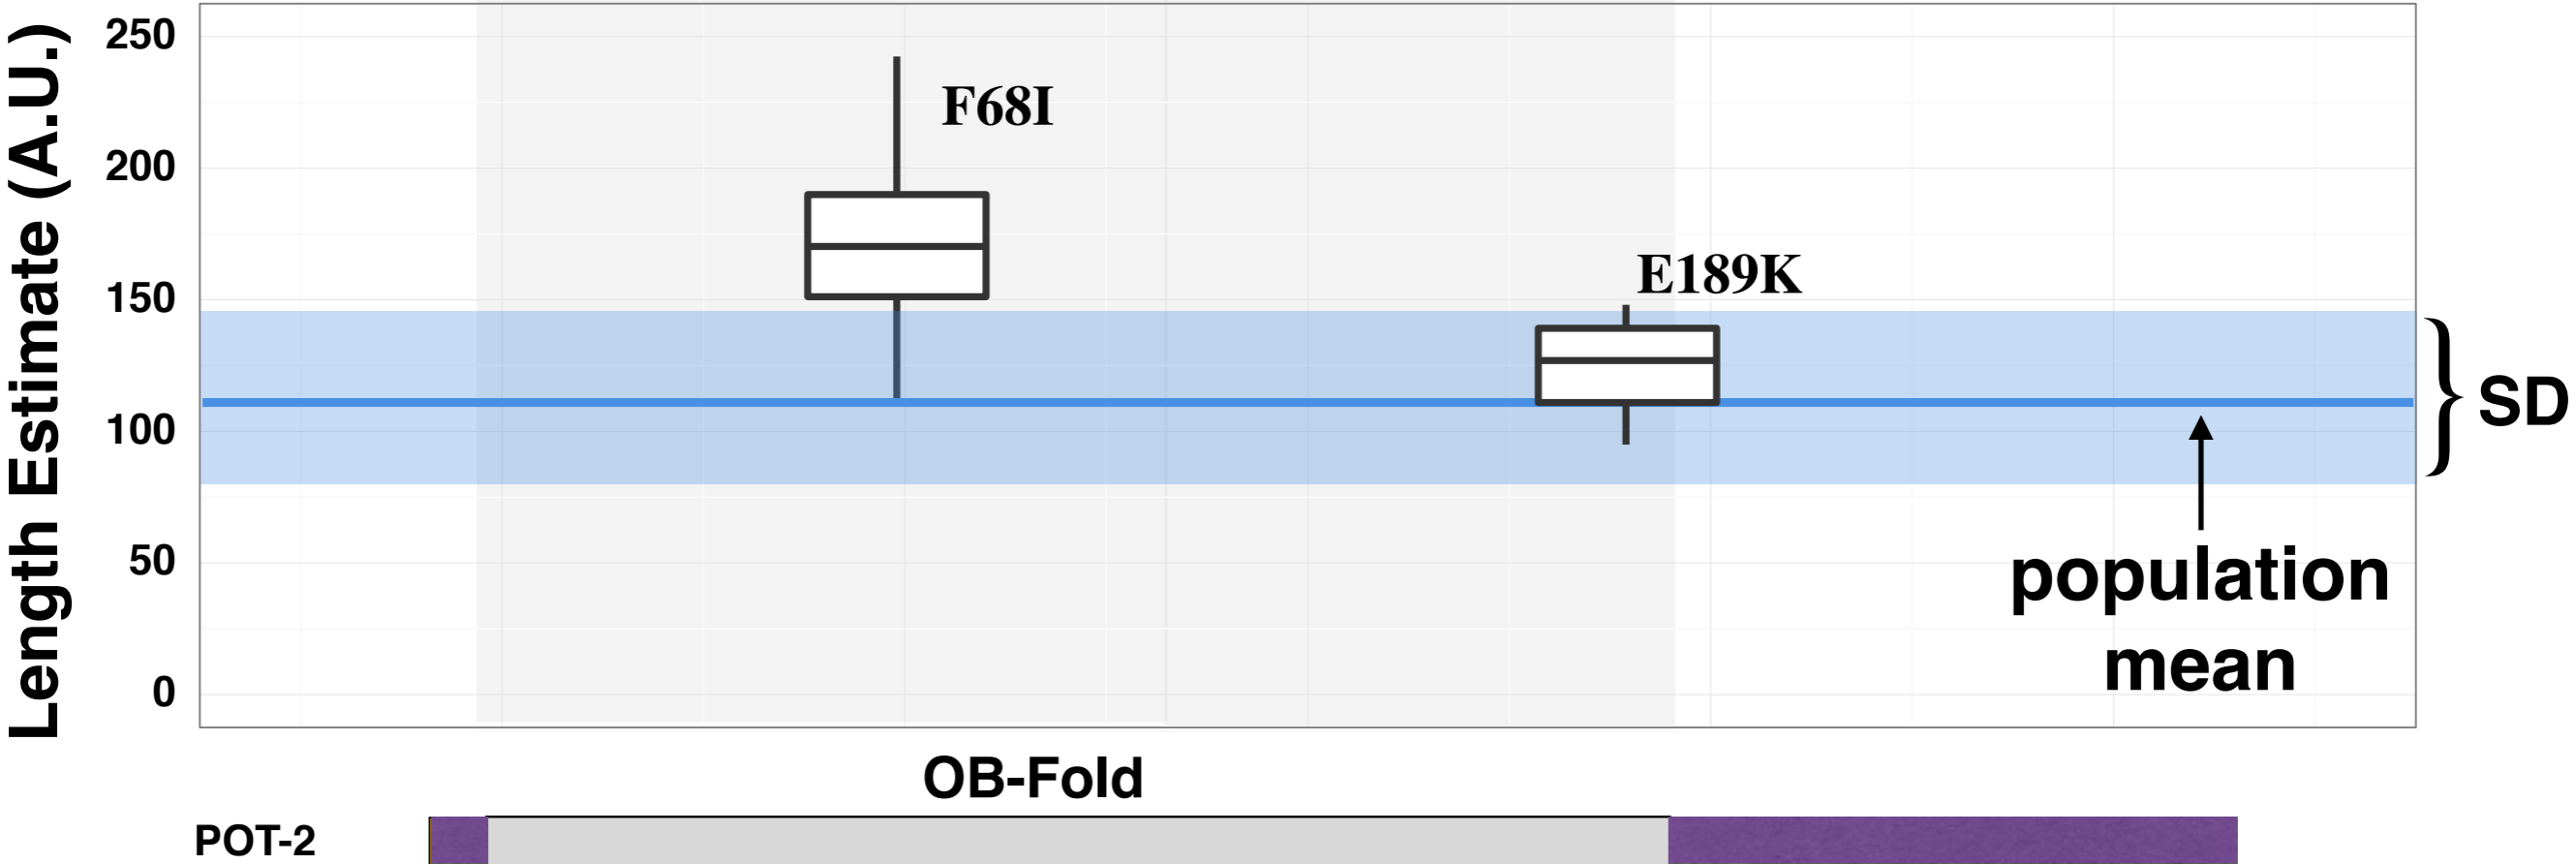 Length Estimate (A.U.)
250
200
150
100
50
0
F68I
E189K
SD
population
mean
OB-Fold
POT-2